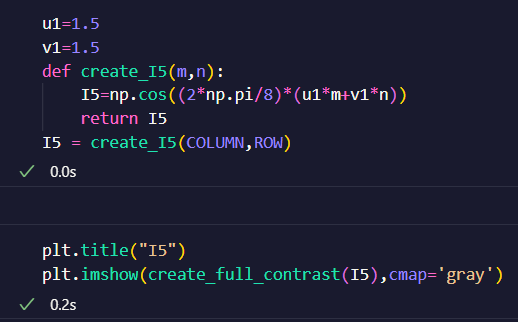 u1=1.5
v1=1.5
def create_I5(m,n):
    I5=np.cos((2*np.pi/8)*(u1*m+v1*n))
    return I5
I5 = create_I5(COLUMN,ROW)
0.0s
plt.title("I5")
plt.imshow(create_full_contrast(I5),cmap='gray')
0.2s